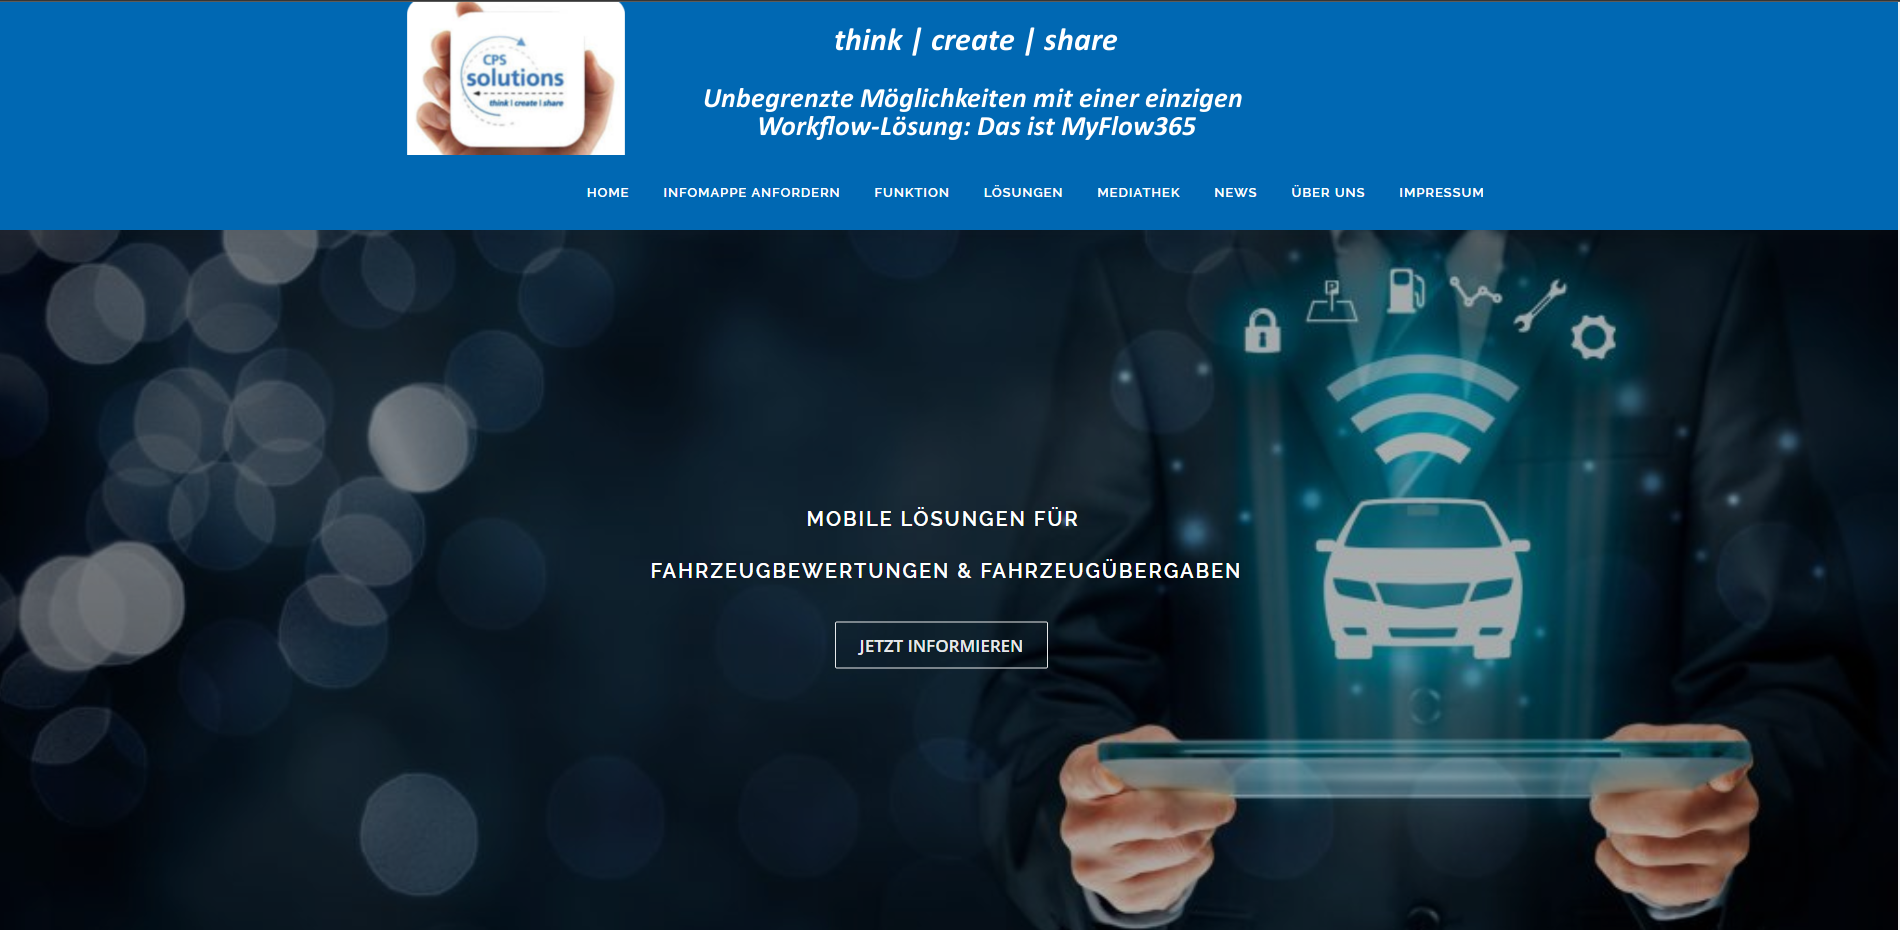 CPS
solutions
think | create | share
think | create | share
Unbegrenzte Möglichkeiten mit einer einzigen
Workflow-Lösung: Das ist MyFlow365
HOME INFOMAPPE ANFORDERN FUNKTION LÖSUNGEN MEDIATHEK NEWS ÜBER UNS IMPRESSUM
P
MOBILE LÖSUNGEN FÜR
FAHRZEUGBEWERTUNGEN & FAHRZEUGÜBERGABEN
JETZT INFORMIEREN